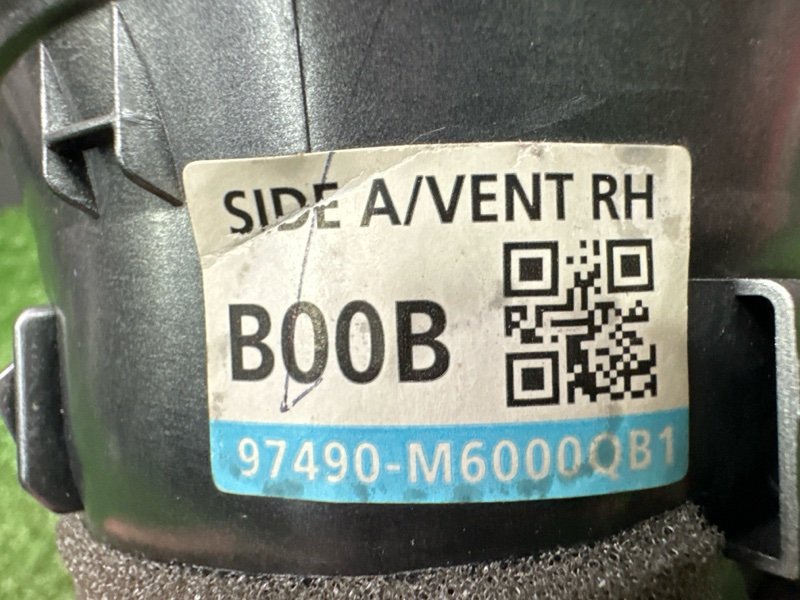 SIDE A/VENT RH
B00B
97490-M6000QB1